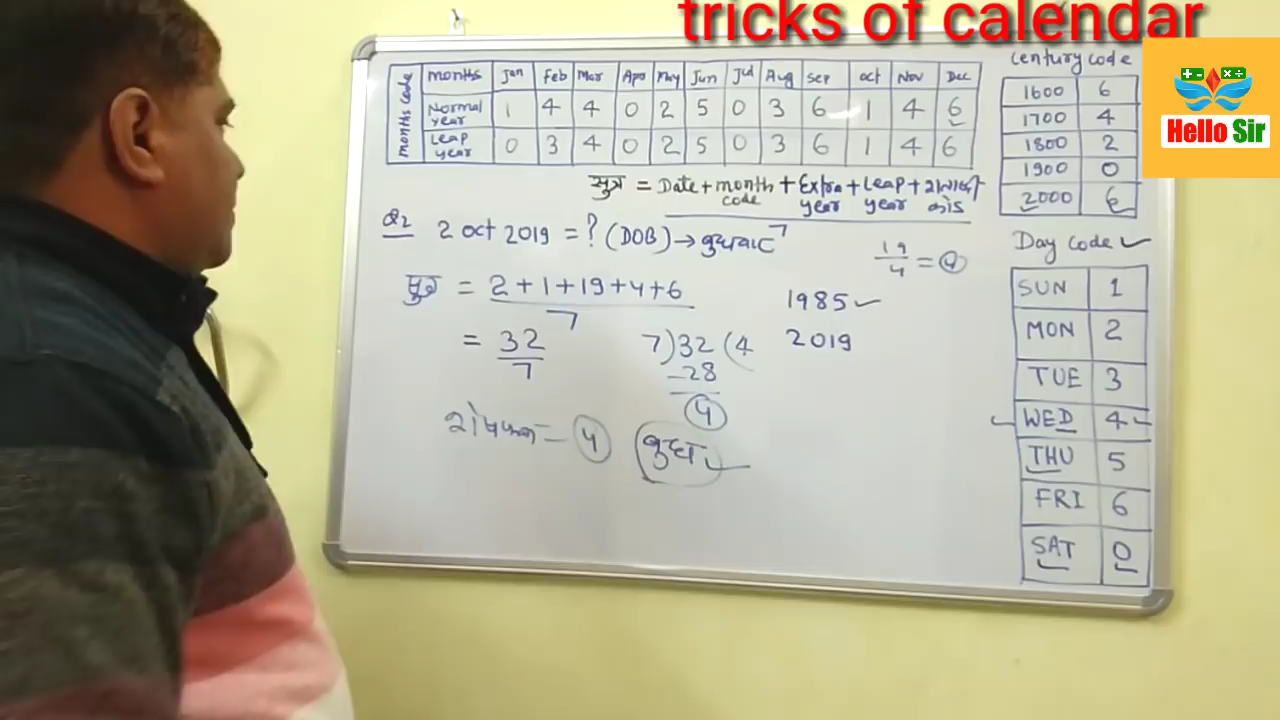 tricks of calendar
months code
months Jan Feb Mar Apo May Jun Jul Aug Sep oct Nov Dec
Normal year 1 4 4 0 2 5 0 3 6 1 4 6
Leap year 0 3 4 0 2 5 0 3 6 1 4 6
century code
1600 6
1700 4
1800 2
1900 0
2000 6
+ - × ÷
Hello Sir
सुत्र = Date + month code + Extra year + Leap year + शताब्दी कोड
7
Q2 2 oct 2019 = ? (DOB) → बुधवार
19/4 = 4
सुत्र = 2+1+19+4+6
7
= 32/7
7)32(4
-28
4
1985
2019
शेषफल = 4 बुध
Day code
SUN 1
MON 2
TUE 3
WED 4
THU 5
FRI 6
SAT 0